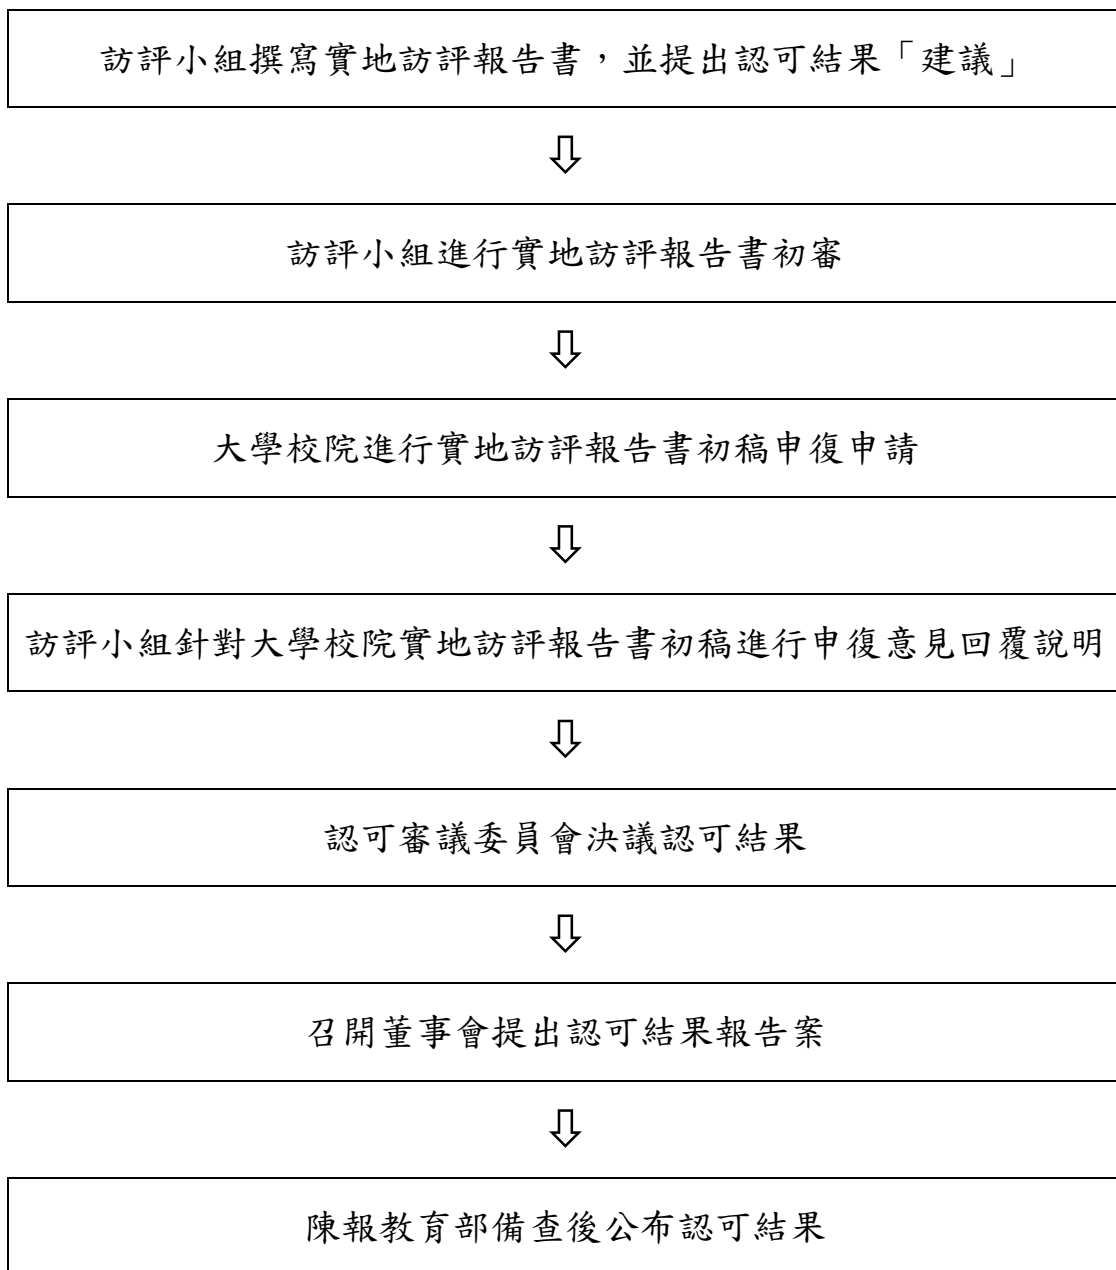 訪評小組撰寫實地訪評報告書，並提出認可結果「建議」
⇩
訪評小組進行實地訪評報告書初審
⇩
大學校院進行實地訪評報告書初稿申復申請
⇩
訪評小組針對大學校院實地訪評報告書初稿進行申復意見回覆說明
⇩
認可審議委員會決議認可結果
⇩
召開董事會提出認可結果報告案
⇩
陳報教育部備查後公布認可結果